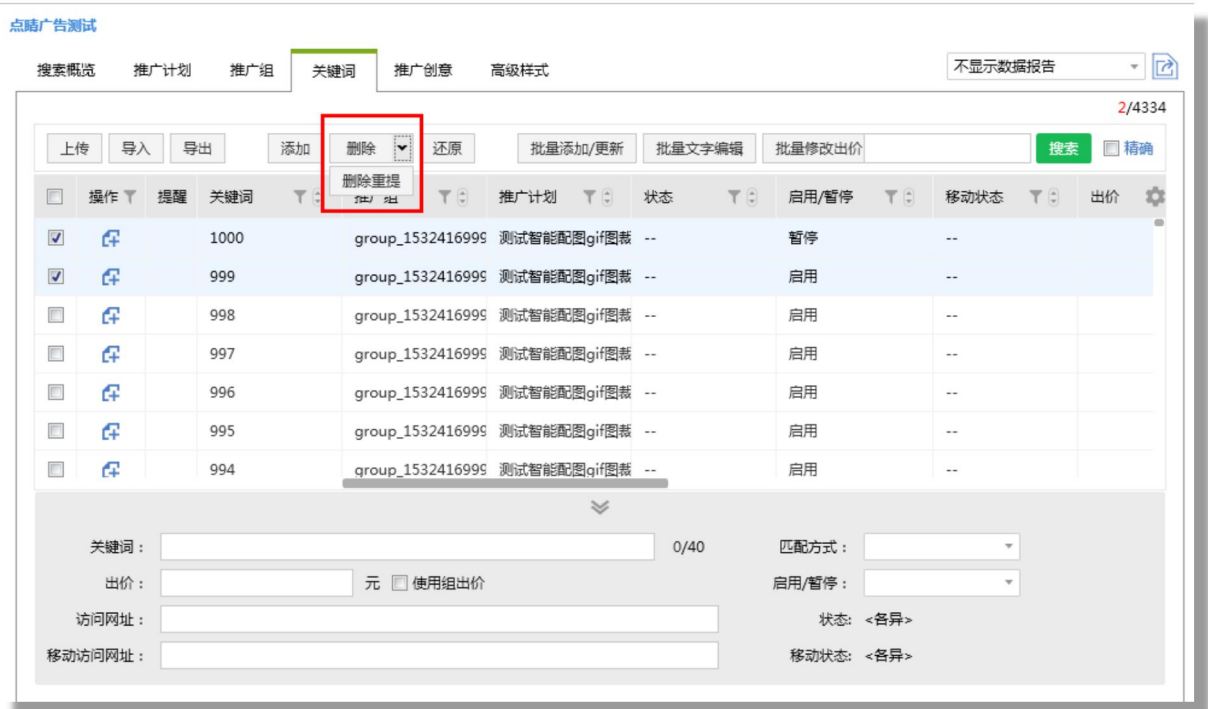 点睛广告测试
搜索概览 推广计划 推广组 关键词 推广创意 高级样式 不显示数据报告
2/4334
上传 导入 导出 添加 删除 还原 批量添加/更新 批量文字编辑 批量修改出价 搜索 精确
删除重提
操作 提醒 关键词 推广组 推广计划 状态 启用/暂停 移动状态 出价
1000 group_1532416999 测试智能配图gif图裁 -- 暂停 --
999 group_1532416999 测试智能配图gif图裁 -- 启用 --
998 group_1532416999 测试智能配图gif图裁 -- 启用 --
997 group_1532416999 测试智能配图gif图裁 -- 启用 --
996 group_1532416999 测试智能配图gif图裁 -- 启用 --
995 group_1532416999 测试智能配图gif图裁 -- 启用 --
994 group_1532416999 测试智能配图gif图裁 -- 启用 --
关键词： 0/40 匹配方式：
出价： 元 使用组出价 启用/暂停：
访问网址： 状态: <各异>
移动访问网址： 移动状态: <各异>